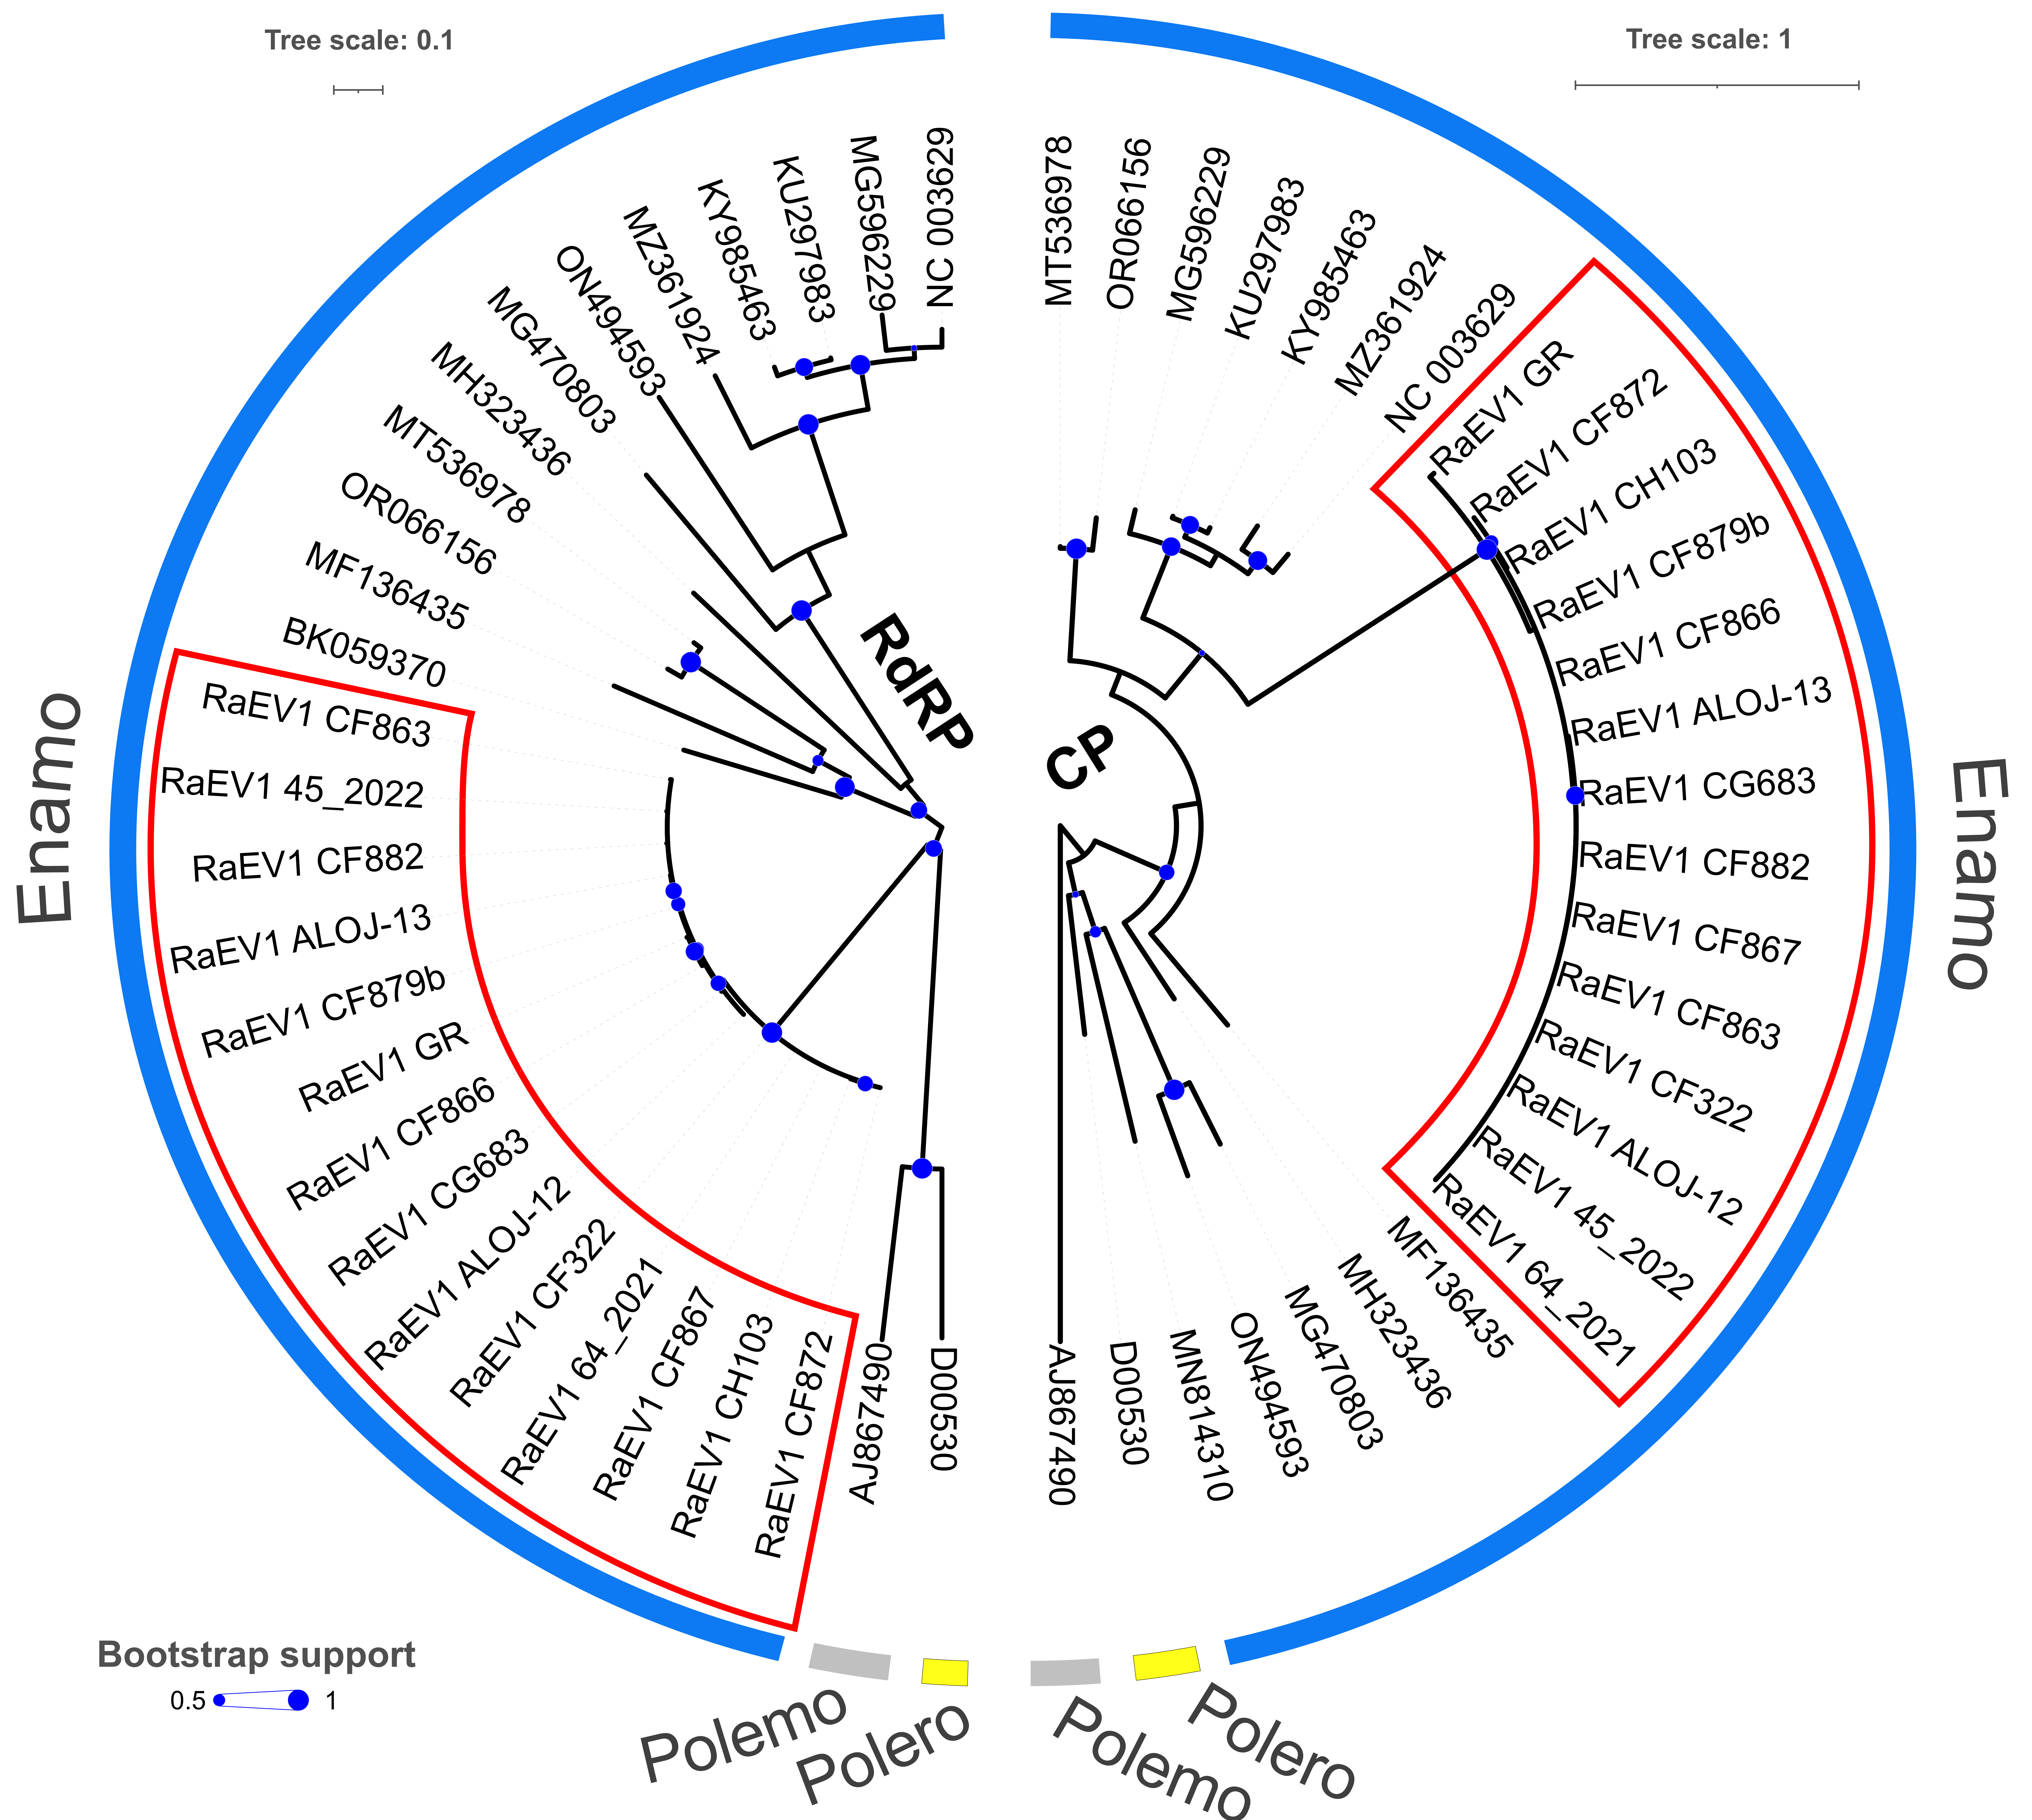 Tree scale: 0.1
Tree scale: 1
NC 003629
MG596229
KU297983
KY985463
MZ361924
ON494593
MG470803
MH323436
MT536978
OR066156
MF136435
BK059370
RaEV1 CF863
RaEV1 45_2022
RaEV1 CF882
RaEV1 ALOJ-13
RaEV1 CF879b
RaEV1 GR
RaEV1 CF866
RaEV1 CG683
RaEV1 ALOJ-12
RaEV1 CF322
RaEV1 64_2021
RaEV1 CF867
RaEV1 CH103
RaEV1 CF872
AJ867490
D00530
RdRP
Enamo
Polemo
Polero
MT536978
OR066156
MG596229
KU297983
KY985463
MZ361924
NC 003629
RaEV1 GR
RaEV1 CF872
RaEV1 CH103
RaEV1 CF879b
RaEV1 CF866
RaEV1 ALOJ-13
RaEV1 CG683
RaEV1 CF882
RaEV1 CF867
RaEV1 CF863
RaEV1 CF322
RaEV1 ALOJ-12
RaEV1 45_2022
RaEV1 64_2021
MF136435
MH323436
MG470803
ON494593
MN814310
D00530
AJ867490
CP
Enamo
Polero
Polemo
Bootstrap support
0.5 1